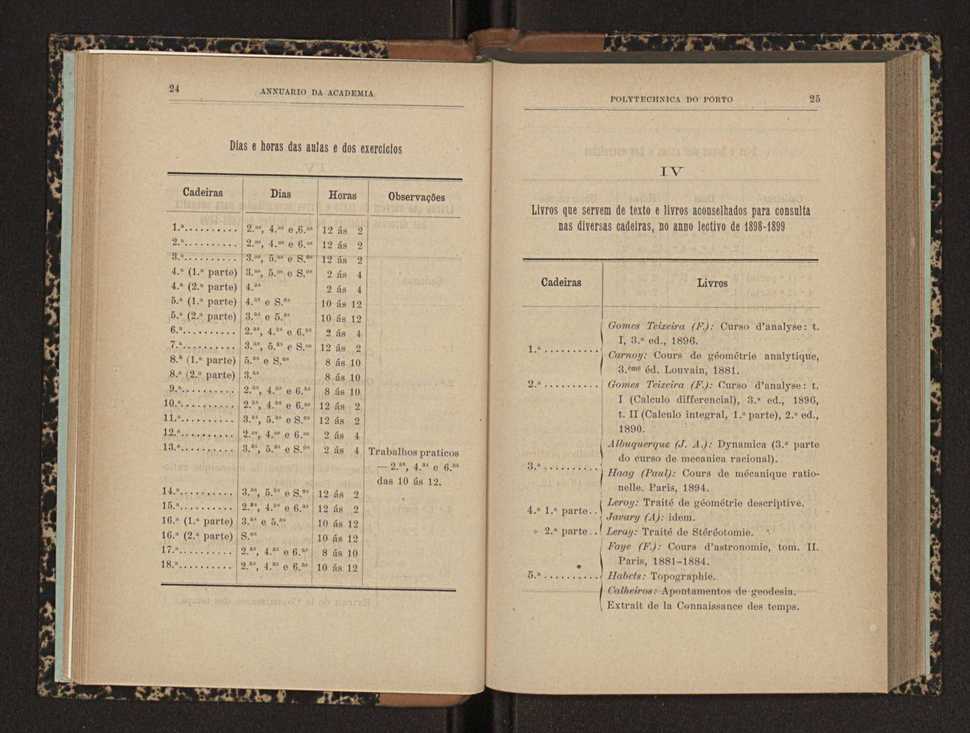 24 ANNUARIO DA ACADEMIA
Dias e horas das aulas e dos exercicios
Cadeiras Dias Horas Observações
1.ª.......... 2.ᵃˢ, 4.ᵃˢ e 6.ᵃˢ 12 ás 2
2.ª.......... 2.ᵃˢ, 4.ᵃˢ e 6.ᵃˢ 12 ás 2
3.ª.......... 3.ᵃˢ, 5.ᵃˢ e S.ᵒˢ 12 ás 2
4.ª (1.ª parte) 3.ᵃˢ, 5.ᵃˢ e S.ᵒˢ 2 ás 4
4.ª (2.ª parte) 4.ᵃˢ 2 ás 4
5.ª (1.ª parte) 4.ᵃˢ e S.ᵒˢ 10 ás 12
5.ª (2.ª parte) 3.ᵃˢ e 5.ᵃˢ 10 ás 12
6.ª.......... 2.ᵃˢ, 4.ᵃˢ e 6.ᵃˢ 2 ás 4
7.ª.......... 3.ᵃˢ, 5.ᵃˢ e S.ᵒˢ 12 ás 2
8.ª (1.ª parte) 5.ᵃˢ e S.ᵒˢ 8 ás 10
8.ª (2.ª parte) 3.ᵃˢ 8 ás 10
9.ª.......... 2.ᵃˢ, 4.ᵃˢ e 6.ᵃˢ 8 ás 10
10.ª.......... 2.ᵃˢ, 4.ᵃˢ e 6.ᵃˢ 12 ás 2
11.ª.......... 3.ᵃˢ, 5.ᵃˢ e S.ᵒˢ 12 ás 2
12.ª.......... 2.ᵃˢ, 4.ᵃˢ e 6.ᵃˢ 2 ás 4
13.ª.......... 3.ᵃˢ, 5.ᵃˢ e S.ᵒˢ 2 ás 4 Trabalhos praticos
— 2.ᵃˢ, 4.ᵃˢ e 6.ᵃˢ
das 10 ás 12.
14.ª.......... 3.ᵃˢ, 5.ᵃˢ e S.ᵒˢ 12 ás 2
15.ª.......... 2.ᵃˢ, 4.ᵃˢ e 6.ᵃˢ 12 ás 2
16.ª (1.ª parte) 3.ᵃˢ e 5.ᵃˢ 10 ás 12
16.ª (2.ª parte) S.ᵒˢ 10 ás 12
17.ª.......... 2.ᵃˢ, 4.ᵃˢ e 6.ᵃˢ 8 ás 10
18.ª.......... 2.ᵃˢ, 4.ᵃˢ e 6.ᵃˢ 10 ás 12
POLYTECHNICA DO PORTO 25
IV
Livros que servem de texto e livros aconselhados para consulta
nas diversas cadeiras, no anno lectivo de 1898-1899
Cadeiras Livros
Gomes Teixeira (F.): Curso d'analyse: t.
I, 3.ª ed., 1896.
1.ª ..........
Carnoy: Cours de géométrie analytique,
3.ᵉᵐᵉ éd. Louvain, 1881.
2.ª .......... Gomes Teixeira (F.): Curso d'analyse: t.
I (Calculo differencial), 3.ª ed., 1896,
t. II (Calculo integral, 1.ª parte), 2.ª ed.,
1890.
Albuquerque (J. A.): Dynamica (3.ª parte
do curso de mecanica racional).
3.ª ..........
Haag (Paul): Cours de mécanique ratio-
nelle. Paris, 1894.
Leroy: Traité de géométrie descriptive.
4.ª 1.ª parte..
Javary (A): idem.
» 2.ª parte.. Leray: Traité de Stéréotomie.
Faye (F.): Cours d'astronomie, tom. II.
Paris, 1881-1884.
5.ª .......... Habets: Topographie.
Calheiros: Apontamentos de geodesia.
Extrait de la Connaissance des temps.